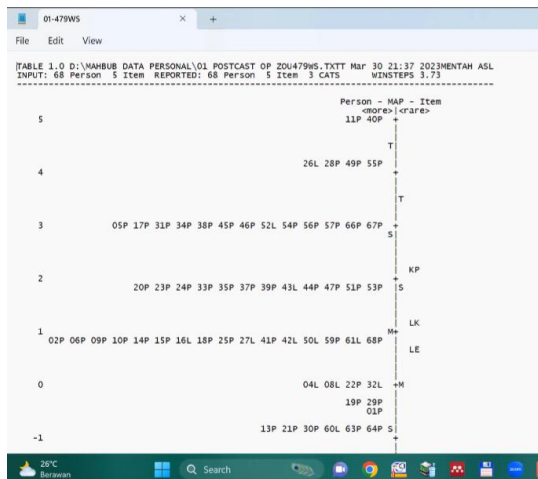 01-479WS × +
File Edit View
TABLE 1.0 D:\MAHBUB DATA PERSONAL\01 POSTCAST OP ZOU479WS.TXTT Mar 30 21:37 2023MENTAH ASL
INPUT: 68 Person 5 Item REPORTED: 68 Person 5 Item 3 CATS WINSTEPS 3.73
--------------------------------------------------------------------------------
Person - MAP - Item
<more>|<rare>
5 11P 40P +
T|
26L 28P 49P 55P
4 +
|T
3 05P 17P 31P 34P 38P 45P 46P 52L 54P 56P 57P 66P 67P +
S|
| KP
2 +
20P 23P 24P 33P 35P 37P 39P 43L 44P 47P 51P 53P |S
| LK
1 M+
02P 06P 09P 10P 14P 15P 16L 18P 25P 27L 41P 42L 50L 59P 61L 68P |
| LE
0 04L 08L 22P 32L +M
19P 29P |
01P |
13P 21P 30P 60L 63P 64P S|
-1 +
26°C
Berawan
Search
zoom